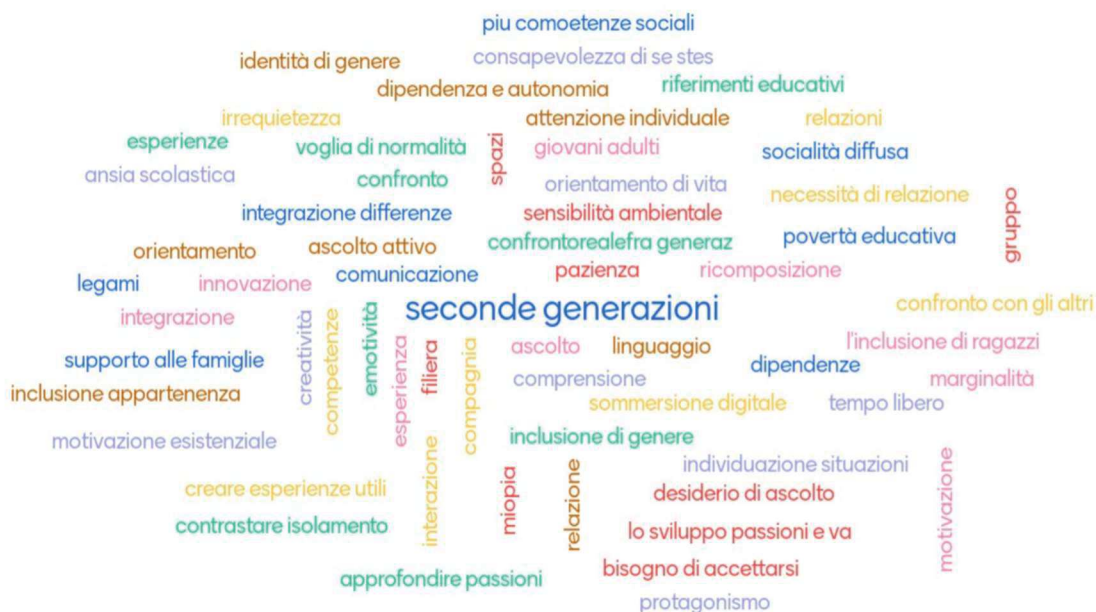 piu comoetenze sociali
identità di genere
consapevolezza di se stes
dipendenza e autonomia
riferimenti educativi
irrequietezza
attenzione individuale
relazioni
esperienze
voglia di normalità
spazi
giovani adulti
socialità diffusa
ansia scolastica
confronto
orientamento di vita
necessità di relazione
gruppo
integrazione differenze
sensibilità ambientale
orientamento
ascolto attivo
confrontorealefra generaz
povertà educativa
legami
innovazione
comunicazione
pazienza
ricomposizione
integrazione
seconde generazioni
confronto con gli altri
supporto alle famiglie
creatività
competenze
emotività
esperienza
filiera
compagnia
ascolto
linguaggio
l'inclusione di ragazzi
inclusione appartenenza
comprensione
dipendenze
marginalità
sommersione digitale
tempo libero
motivazione esistenziale
inclusione di genere
individuazione situazioni
creare esperienze utili
interazione
miopia
relazione
desiderio di ascolto
motivazione
contrastare isolamento
lo sviluppo passioni e va
approfondire passioni
bisogno di accettarsi
protagonismo